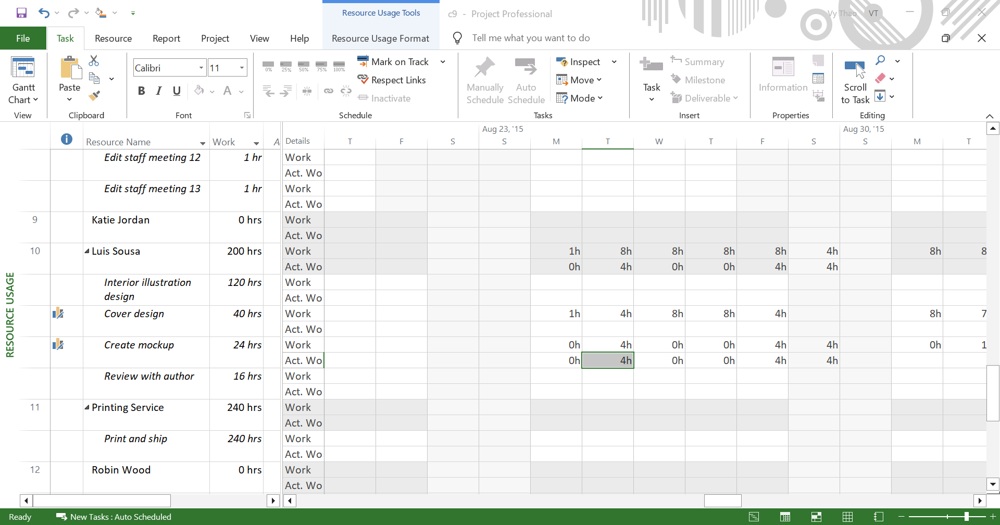 Resource Usage Tools
c9 - Project Professional
Vy Thao VT
File Task Resource Report Project View Help Resource Usage Format Tell me what you want to do
Gantt Chart
View
Paste
Clipboard
Calibri 11
B I U A
Font
0% 25% 50% 75% 100%
Mark on Track
Respect Links
Inactivate
Schedule
Manually Schedule
Auto Schedule
Inspect
Move
Mode
Tasks
Task
Summary
Milestone
Deliverable
Insert
Information
Properties
Scroll to Task
Editing
Aug 23, '15 Aug 30, '15
Resource Name Work A Details T F S S M T W T F S S M T
Edit staff meeting 12 1 hr Work
Act. Wo
Edit staff meeting 13 1 hr Work
Act. Wo
9 Katie Jordan 0 hrs Work
Act. Wo
10 Luis Sousa 200 hrs Work 1h 8h 8h 8h 8h 4h 8h 8
Act. Wo 0h 4h 0h 0h 4h 4h
Interior illustration 120 hrs Work
design Act. Wo
Cover design 40 hrs Work 1h 4h 8h 8h 4h 8h 7
Act. Wo
Create mockup 24 hrs Work 0h 4h 0h 0h 4h 4h 0h 1
Act. Wo 0h 4h 0h 0h 4h 4h
Review with author 16 hrs Work
Act. Wo
11 Printing Service 240 hrs Work
Act. Wo
Print and ship 240 hrs Work
Act. Wo
12 Robin Wood 0 hrs Work
Act. Wo
RESOURCE USAGE
Ready New Tasks : Auto Scheduled